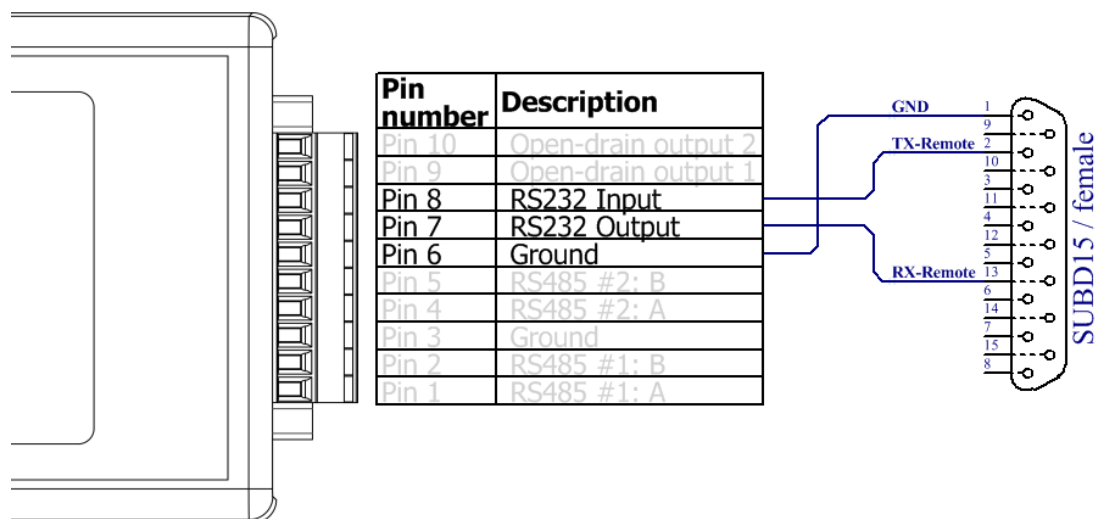 Pin number Description
Pin 10 Open-drain output 2
Pin 9 Open-drain output 1
Pin 8 RS232 Input
Pin 7 RS232 Output
Pin 6 Ground
Pin 5 RS485 #2: B
Pin 4 RS485 #2: A
Pin 3 Ground
Pin 2 RS485 #1: B
Pin 1 RS485 #1: A
GND 1
9
TX-Remote 2
10
3
11
4
12
5
RX-Remote 13
6
14
7
15
8
SUBD15 / female